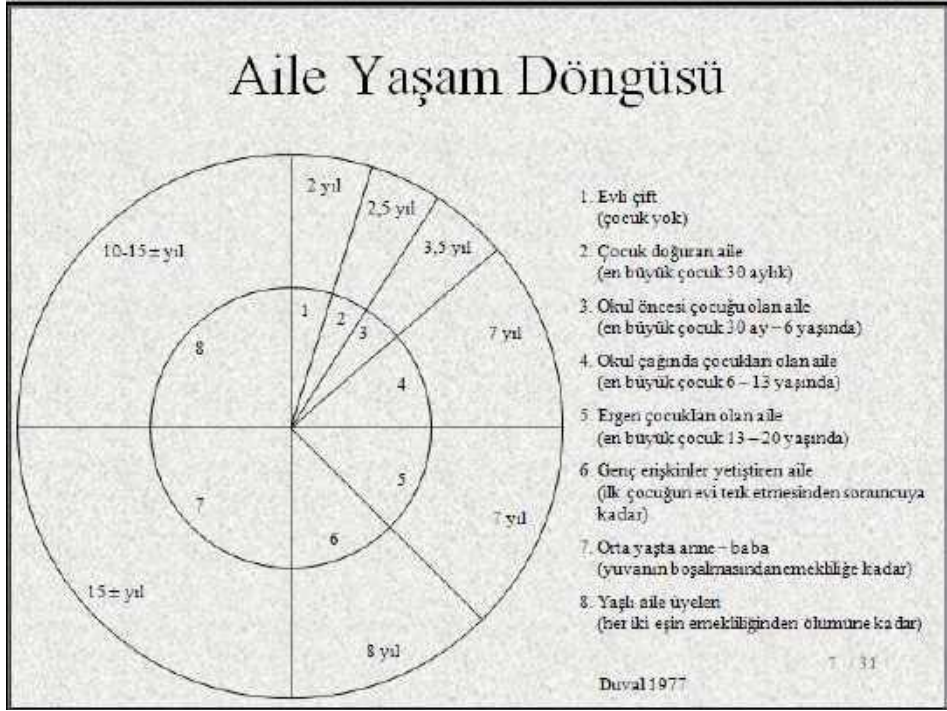 Aile Yaşam Döngüsü
2 yıl
2,5 yıl
3,5 yıl
7 yıl
7 yıl
8 yıl
15± yıl
10-15± yıl
1
2
3
4
5
6
7
8
1. Evli çift
(çocuk yok)
2. Çocuk doğuran aile
(en büyük çocuk 30 aylık)
3. Okul öncesi çocuğu olan aile
(en büyük çocuk 30 ay – 6 yaşında)
4. Okul çağında çocukları olan aile
(en büyük çocuk 6 – 13 yaşında)
5. Ergen çocukları olan aile
(en büyük çocuk 13 – 20 yaşında)
6. Genç erişkinler yetiştiren aile
(ilk çocuğun evi terk etmesinden sonuncuya
kadar)
7. Orta yaşta anne – baba
(yuvanın boşalmasından emekliliğe kadar)
8. Yaşlı aile üyeleri
(her iki eşin emekliliğinden ölümüne kadar)
7 / 31
Duval 1977